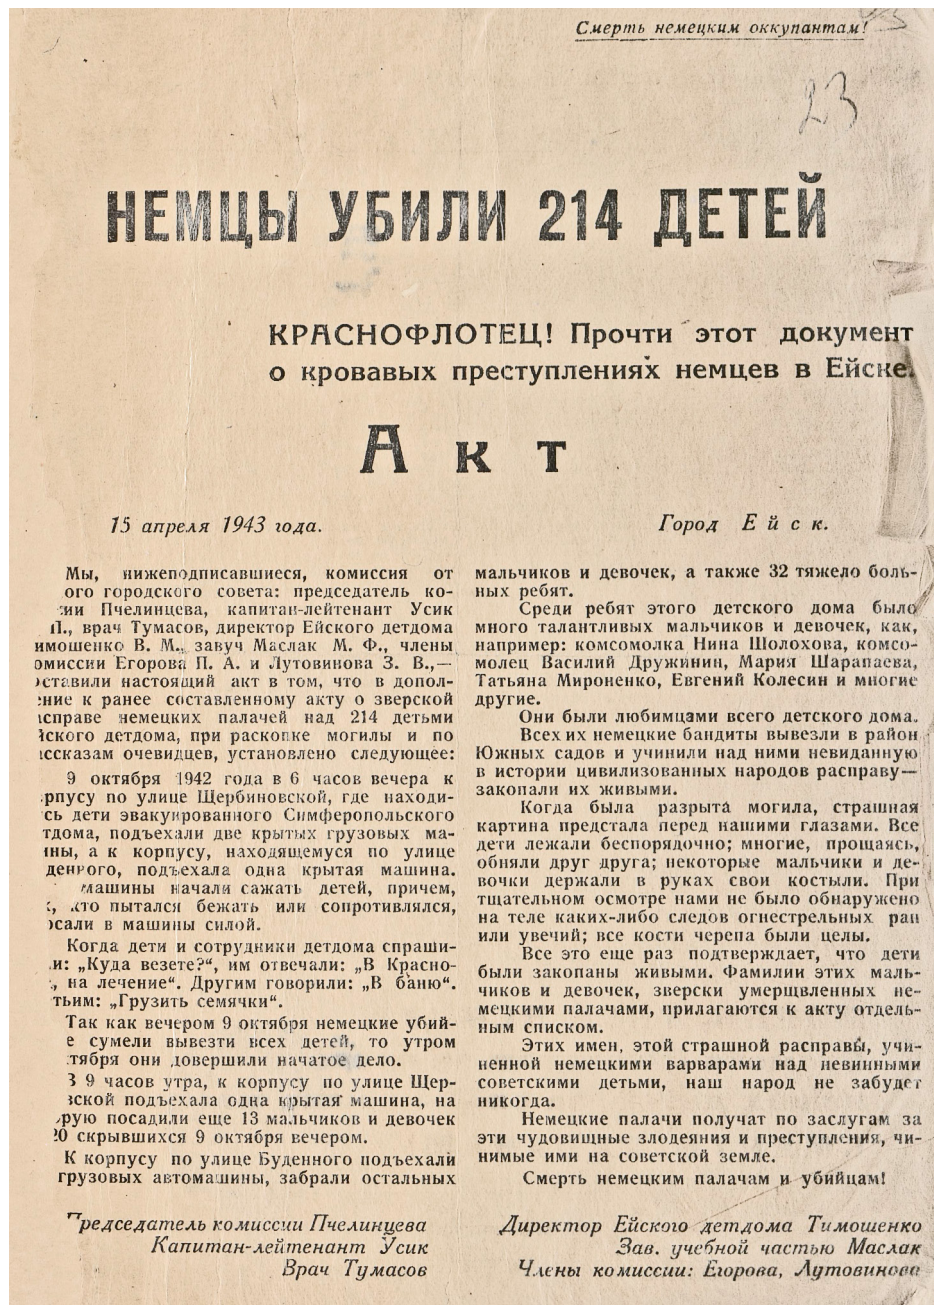 Смерть немецким оккупантам!
23
НЕМЦЫ УБИЛИ 214 ДЕТЕЙ
КРАСНОФЛОТЕЦ! Прочти этот документ
о кровавых преступлениях немцев в Ейске.
Акт
15 апреля 1943 года.
Город Ейск.
Мы, нижеподписавшиеся, комиссия от
ого городского совета: председатель ко-
ии Пчелинцева, капитан-лейтенант Усик
П., врач Тумасов, директор Ейского детдома
имошенко В. М., завуч Маслак М. Ф., члены
омиссии Егорова П. А. и Лутовинова З. В.,—
ставили настоящий акт в том, что в допол-
ние к ранее составленному акту о зверской
справе немецких палачей над 214 детьми
йского детдома, при раскопке могилы и по
ссказам очевидцев, установлено следующее:
9 октября 1942 года в 6 часов вечера к
рпусу по улице Щербиновской, где находи-
сь дети эвакуированного Симферопольского
тдома, подъехали две крытых грузовых ма-
ны, а к корпусу, находящемуся по улице
денного, подъехала одна крытая машина.
машины начали сажать детей, причем,
, кто пытался бежать или сопротивлялся,
сали в машины силой.
Когда дети и сотрудники детдома спраши-
и: „Куда везете?“, им отвечали: „В Красно-
, на лечение“. Другим говорили: „В баню“.
тьим: „Грузить семячки“.
Так как вечером 9 октября немецкие убий-
е сумели вывезти всех детей, то утром
тября они довершили начатое дело.
В 9 часов утра, к корпусу по улице Щер-
вской подъехала одна крытая машина, на
рую посадили еще 13 мальчиков и девочек
20 скрывшихся 9 октября вечером.
К корпусу по улице Буденного подъехали
грузовых автомашины, забрали остальных
мальчиков и девочек, а также 32 тяжело боль-
ных ребят.
Среди ребят этого детского дома было
много талантливых мальчиков и девочек, как,
например: комсомолка Нина Шолохова, комсо-
молец Василий Дружинин, Мария Шарапаева,
Татьяна Мироненко, Евгений Колесин и многие
другие.
Они были любимцами всего детского дома.
Всех их немецкие бандиты вывезли в район
Южных садов и учинили над ними невиданную
в истории цивилизованных народов расправу—
закопали их живыми.
Когда была разрыта могила, страшная
картина предстала перед нашими глазами. Все
дети лежали беспорядочно; многие, прощаясь,
обняли друг друга; некоторые мальчики и де-
вочки держали в руках свои костыли. При
тщательном осмотре нами не было обнаружено
на теле каких-либо следов огнестрельных ран
или увечий; все кости черепа были целы.
Все это еще раз подтверждает, что дети
были закопаны живыми. Фамилии этих маль-
чиков и девочек, зверски умерщвленных не-
мецкими палачами, прилагаются к акту отдель-
ным списком.
Этих имен, этой страшной расправы, учи-
ненной немецкими варварами над невинными
советскими детьми, наш народ не забудет
никогда.
Немецкие палачи получат по заслугам за
эти чудовищные злодеяния и преступления, чи-
нимые ими на советской земле.
Смерть немецким палачам и убийцам!
Председатель комиссии Пчелинцева
Капитан-лейтенант Усик
Врач Тумасов
Директор Ейского детдома Тимошенко
Зав. учебной частью Маслак
Члены комиссии: Егорова, Лутовинова